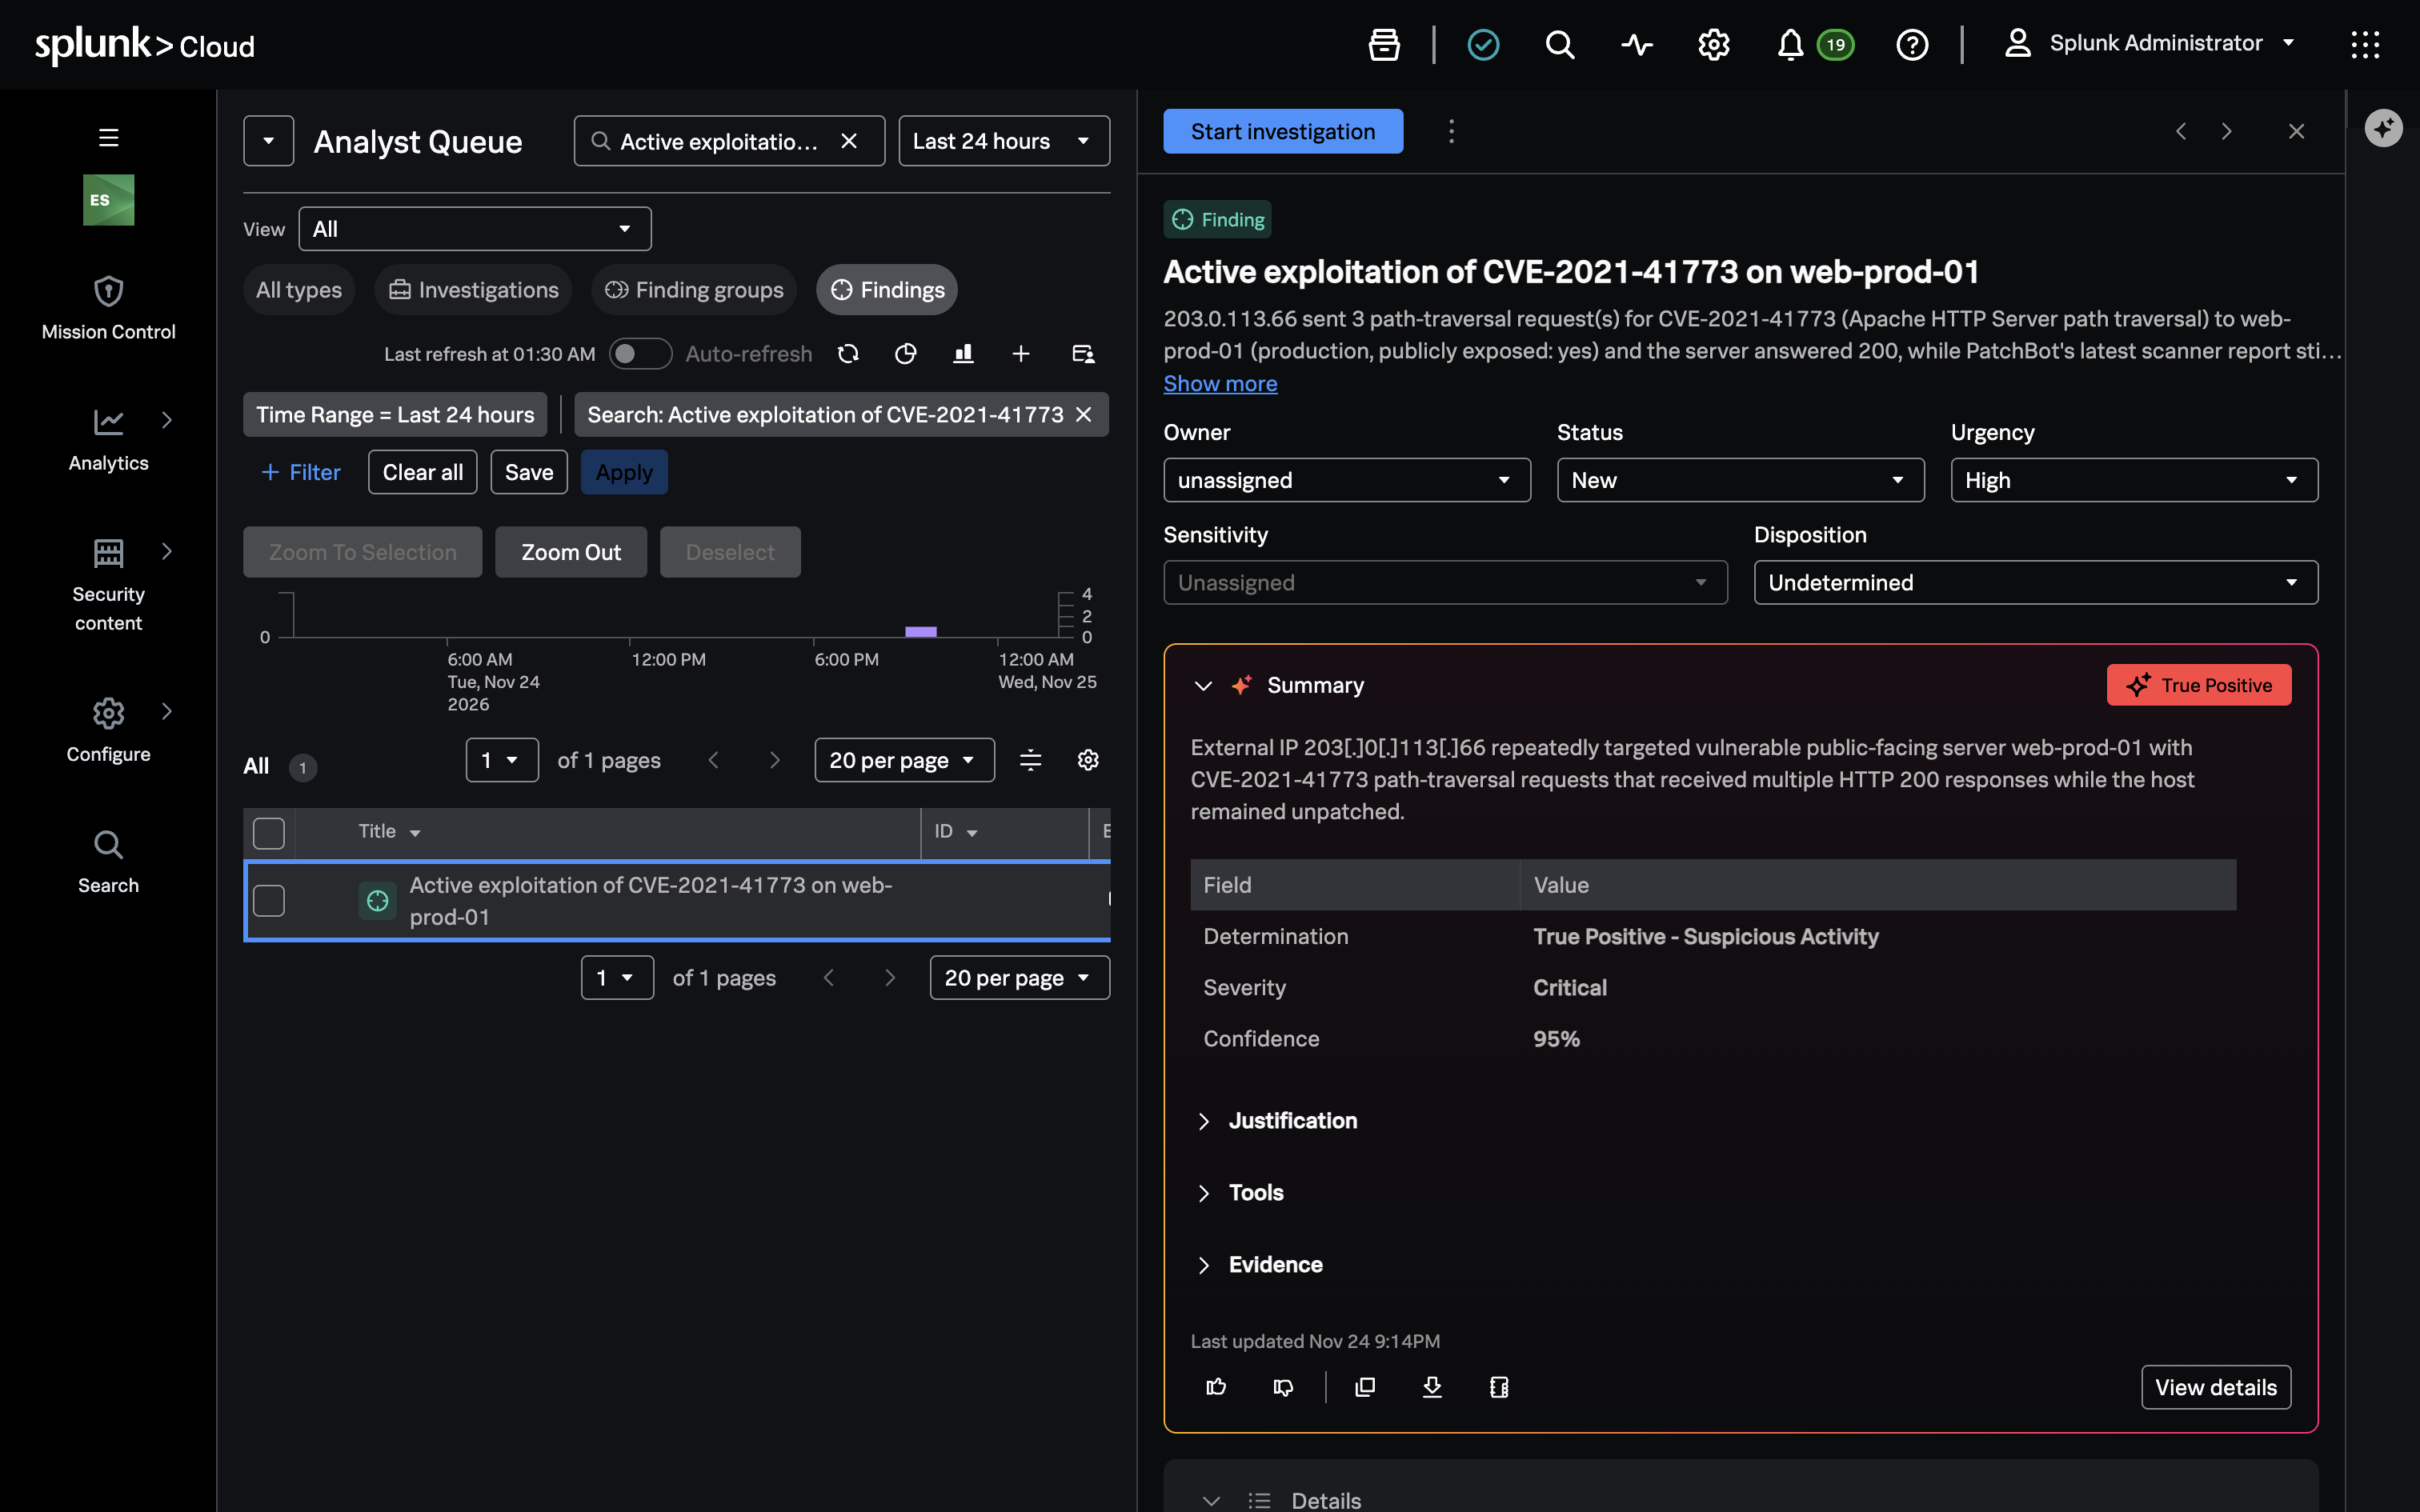 splunk>Cloud
19
Splunk Administrator
ES
Mission Control
Analytics
Security
content
Configure
Search
Analyst Queue
Active exploitatio...
Last 24 hours
View
All
All types
Investigations
Finding groups
Findings
Last refresh at 01:30 AM
Auto-refresh
Time Range = Last 24 hours
Search: Active exploitation of CVE-2021-41773
+ Filter
Clear all
Save
Apply
Zoom To Selection
Zoom Out
Deselect
0
4
2
0
6:00 AM
Tue, Nov 24
2026
12:00 PM
6:00 PM
12:00 AM
Wed, Nov 25
All
1
1
of 1 pages
20 per page
Title
ID
Active exploitation of CVE-2021-41773 on web-
prod-01
1
of 1 pages
20 per page
Start investigation
Finding
Active exploitation of CVE-2021-41773 on web-prod-01
203.0.113.66 sent 3 path-traversal request(s) for CVE-2021-41773 (Apache HTTP Server path traversal) to web-
prod-01 (production, publicly exposed: yes) and the server answered 200, while PatchBot's latest scanner report sti...
Show more
Owner
unassigned
Status
New
Urgency
High
Sensitivity
Unassigned
Disposition
Undetermined
Summary
True Positive
External IP 203[.]0[.]113[.]66 repeatedly targeted vulnerable public-facing server web-prod-01 with
CVE-2021-41773 path-traversal requests that received multiple HTTP 200 responses while the host
remained unpatched.
Field
Value
Determination
True Positive - Suspicious Activity
Severity
Critical
Confidence
95%
Justification
Tools
Evidence
Last updated Nov 24 9:14PM
View details
Details